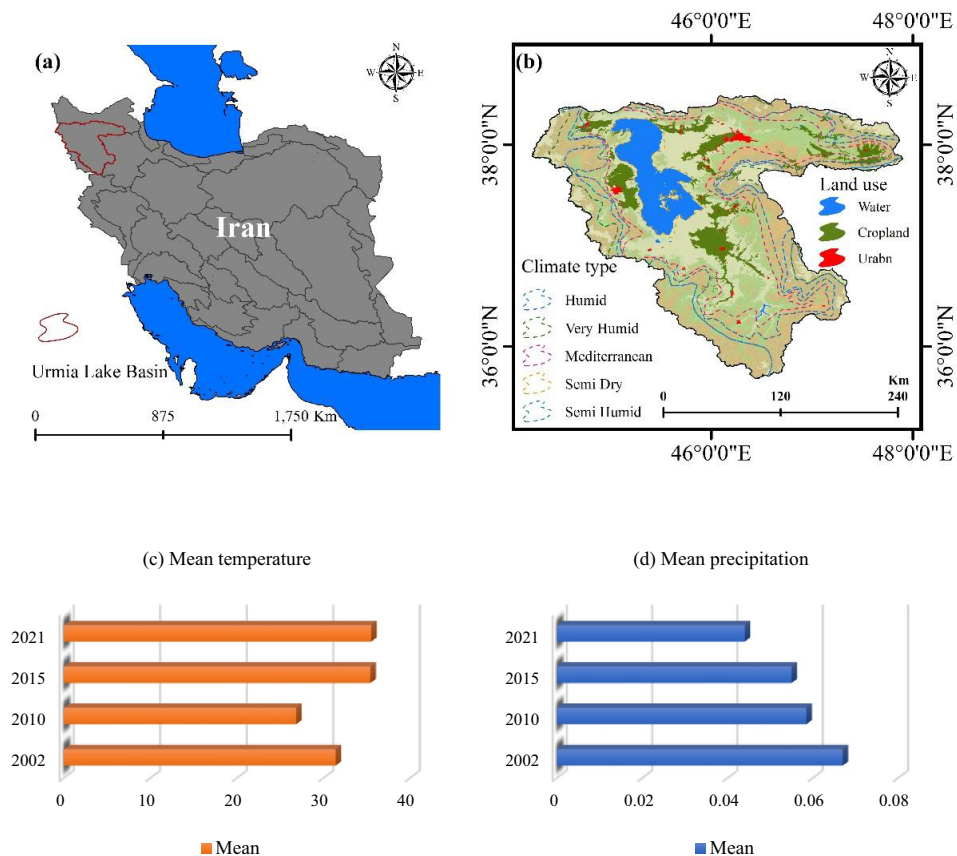 (a)
N
W E
S
Iran
Urmia Lake Basin
0 875 1,750 Km
46°0'0"E 48°0'0"E
(b)
N
W E
S
38°0'0"N 38°0'0"N
36°0'0"N 36°0'0"N
Land use
Water
Cropland
Urabn
Climate type
Humid
Very Humid
Mediterranean
Semi Dry
Semi Humid
Km
0 120 240
46°0'0"E 48°0'0"E
(c) Mean temperature
2021
2015
2010
2002
0 10 20 30 40
Mean
(d) Mean precipitation
2021
2015
2010
2002
0 0.02 0.04 0.06 0.08
Mean